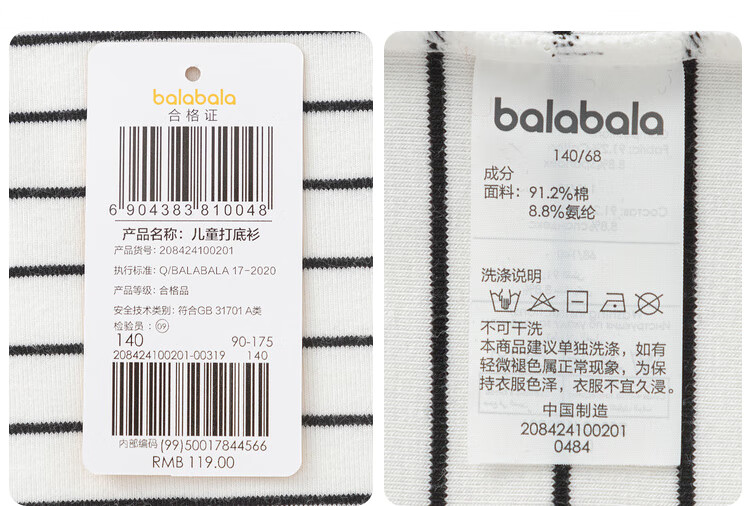 balabala
合格证
6 904383 810048
产品名称：儿童打底衫
产品货号：208424100201
执行标准：Q/BALABALA 17-2020
产品等级：合格品
安全技术类别：符合GB 31701 A类
检验员：09
140 90-175
208424100201-00319 140
内部编码 (99)50017844566
RMB 119.00
balabala
140/68
成分
面料：91.2%棉
8.8%氨纶
洗涤说明
不可干洗
本商品建议单独洗涤，如有
轻微褪色属正常现象，为保
持衣服色泽，衣服不宜久浸。
中国制造
208424100201
0484